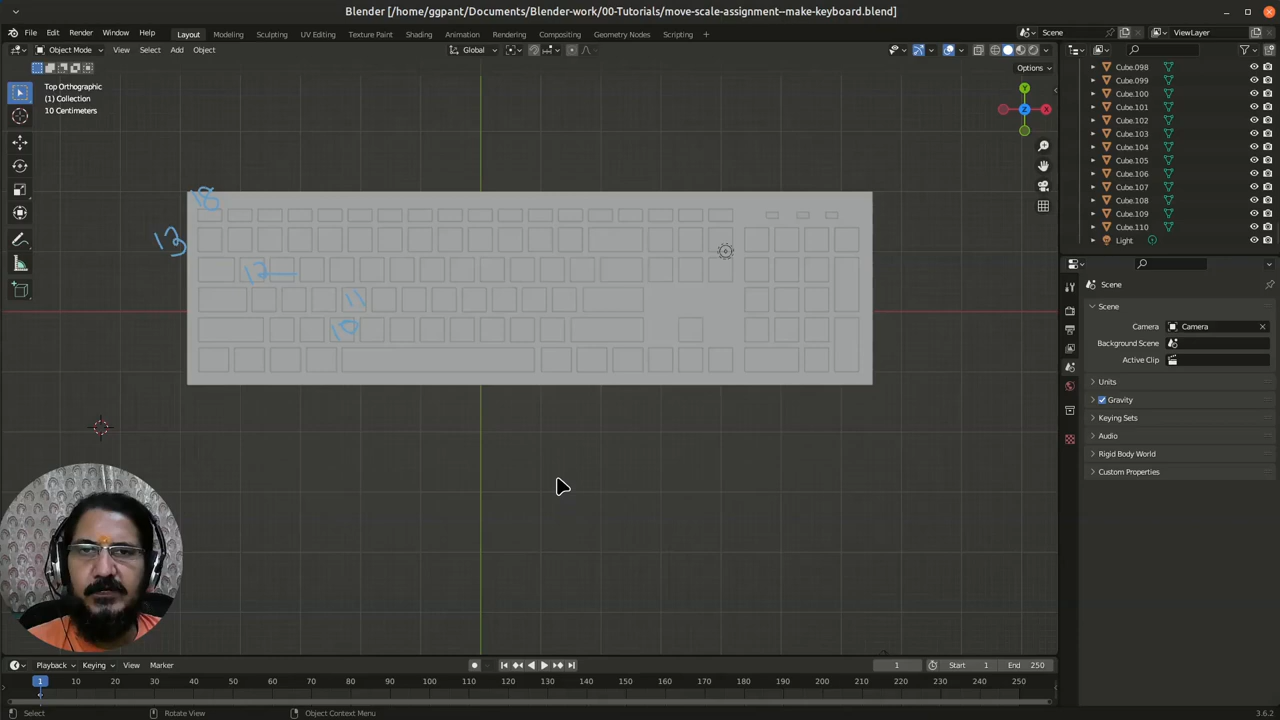 Blender [/home/ggpant/Documents/Blender-work/00-Tutorials/move-scale-assignment--make-keyboard.blend]
File Edit Render Window Help Layout Modeling Sculpting UV Editing Texture Paint Shading Animation Rendering Compositing Geometry Nodes Scripting + Scene ViewLayer
Object Mode View Select Add Object Global
Options
Top Orthographic
(1) Collection
10 Centimeters
Y
Z
X
18
13
12
11
10
Cube.098
Cube.099
Cube.100
Cube.101
Cube.102
Cube.103
Cube.104
Cube.105
Cube.106
Cube.107
Cube.108
Cube.109
Cube.110
Light
Scene
Scene
Camera Camera
Background Scene
Active Clip
Units
Gravity
Keying Sets
Audio
Rigid Body World
Custom Properties
Playback Keying View Marker 1 Start 1 End 250
1 10 20 30 40 50 60 70 80 90 100 110 120 130 140 150 160 170 180 190 200 210 220 230 240 250
Select Rotate View Object Context Menu 3.6.2